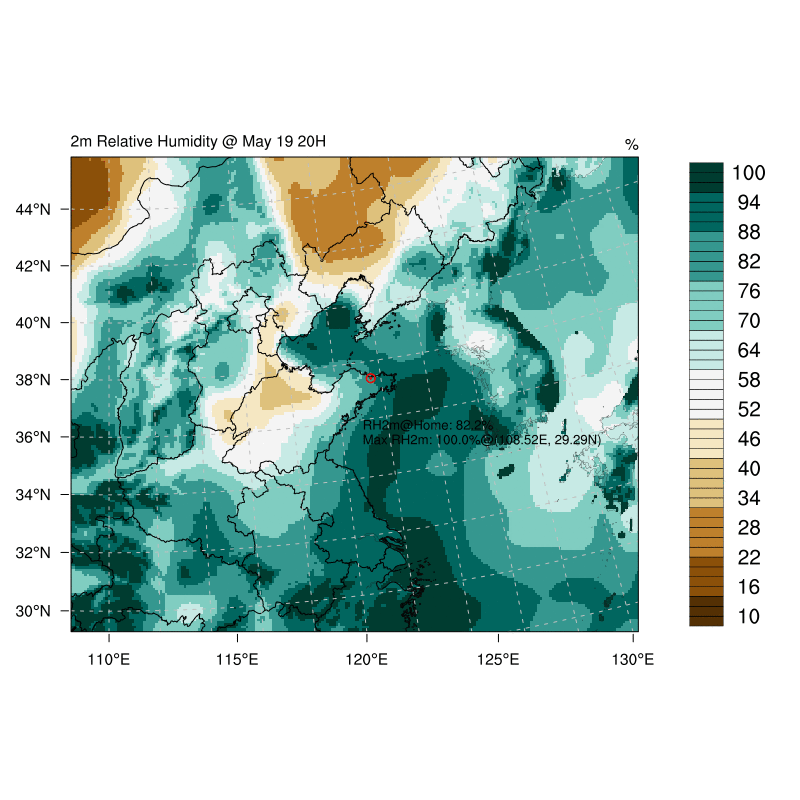 2m Relative Humidity @ May 19 20H
%
100
94
88
82
76
70
64
58
52
46
40
34
28
22
16
10
44°N
42°N
40°N
38°N
36°N
34°N
32°N
30°N
RH2m@Home: 82.2%
Max RH2m: 100.0%@(108.52E, 29.29N)
110°E 115°E 120°E 125°E 130°E